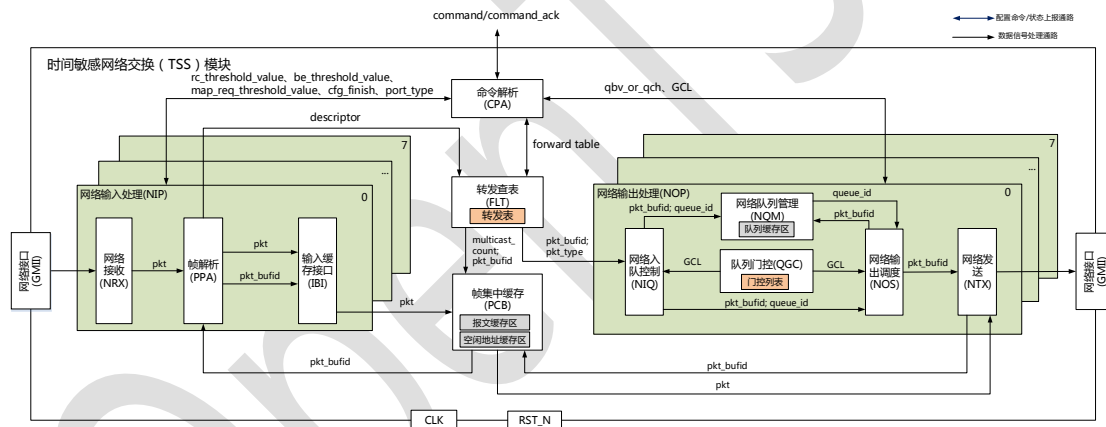 command/command_ack
配置命令/状态上报通路
数据信号处理通路
时间敏感网络交换（TSS）模块
rc_threshold_value、be_threshold_value、
map_req_threshold_value、cfg_finish、port_type
命令解析
(CPA)
qbv_or_qch、GCL
descriptor
forward table
7
...
网络输入处理(NIP)
0
网络接口
(GMII)
网络
接收
(NRX)
pkt
帧解析
(PPA)
pkt
pkt_bufid
输入缓
存接口
(IBI)
pkt
转发查表
(FLT)
转发表
multicast_
count;
pkt_bufid
pkt_bufid;
pkt_type
帧集中缓存
(PCB)
报文缓存区
空闲地址缓存区
7
...
网络输出处理(NOP)
0
pkt_bufid; queue_id
网络队列管理
(NQM)
队列缓存区
queue_id
pkt_bufid
网络入
队控制
(NIQ)
GCL
队列门控(QGC)
门控列表
GCL
网络输
出调度
(NOS)
pkt_bufid
网络发
送
(NTX)
pkt_bufid; queue_id
网络接口
(GMII)
pkt_bufid
pkt_bufid
pkt
CLK
RST_N